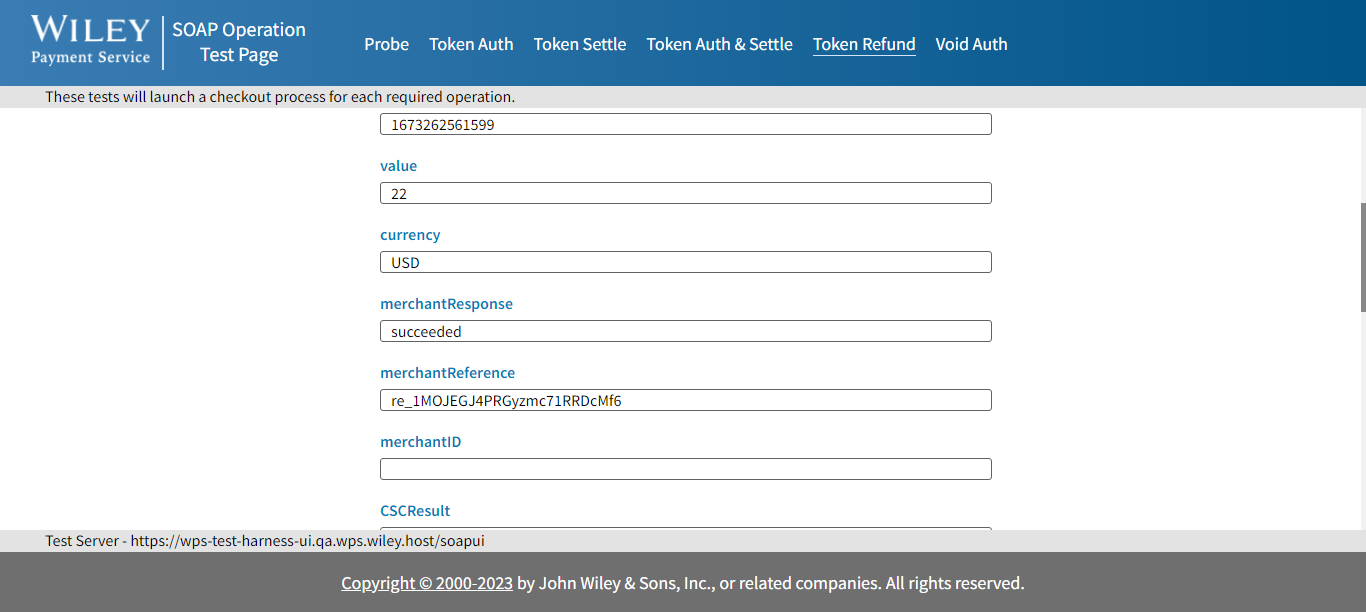 WILEY
Payment Service
SOAP Operation
Test Page
Probe Token Auth Token Settle Token Auth & Settle Token Refund Void Auth
These tests will launch a checkout process for each required operation.
1673262561599
value
22
currency
USD
merchantResponse
succeeded
merchantReference
re_1MOJEGJ4PRGyzmc71RRDcMf6
merchantID
CSCResult
Test Server - https://wps-test-harness-ui.qa.wps.wiley.host/soapui
Copyright © 2000-2023 by John Wiley & Sons, Inc., or related companies. All rights reserved.